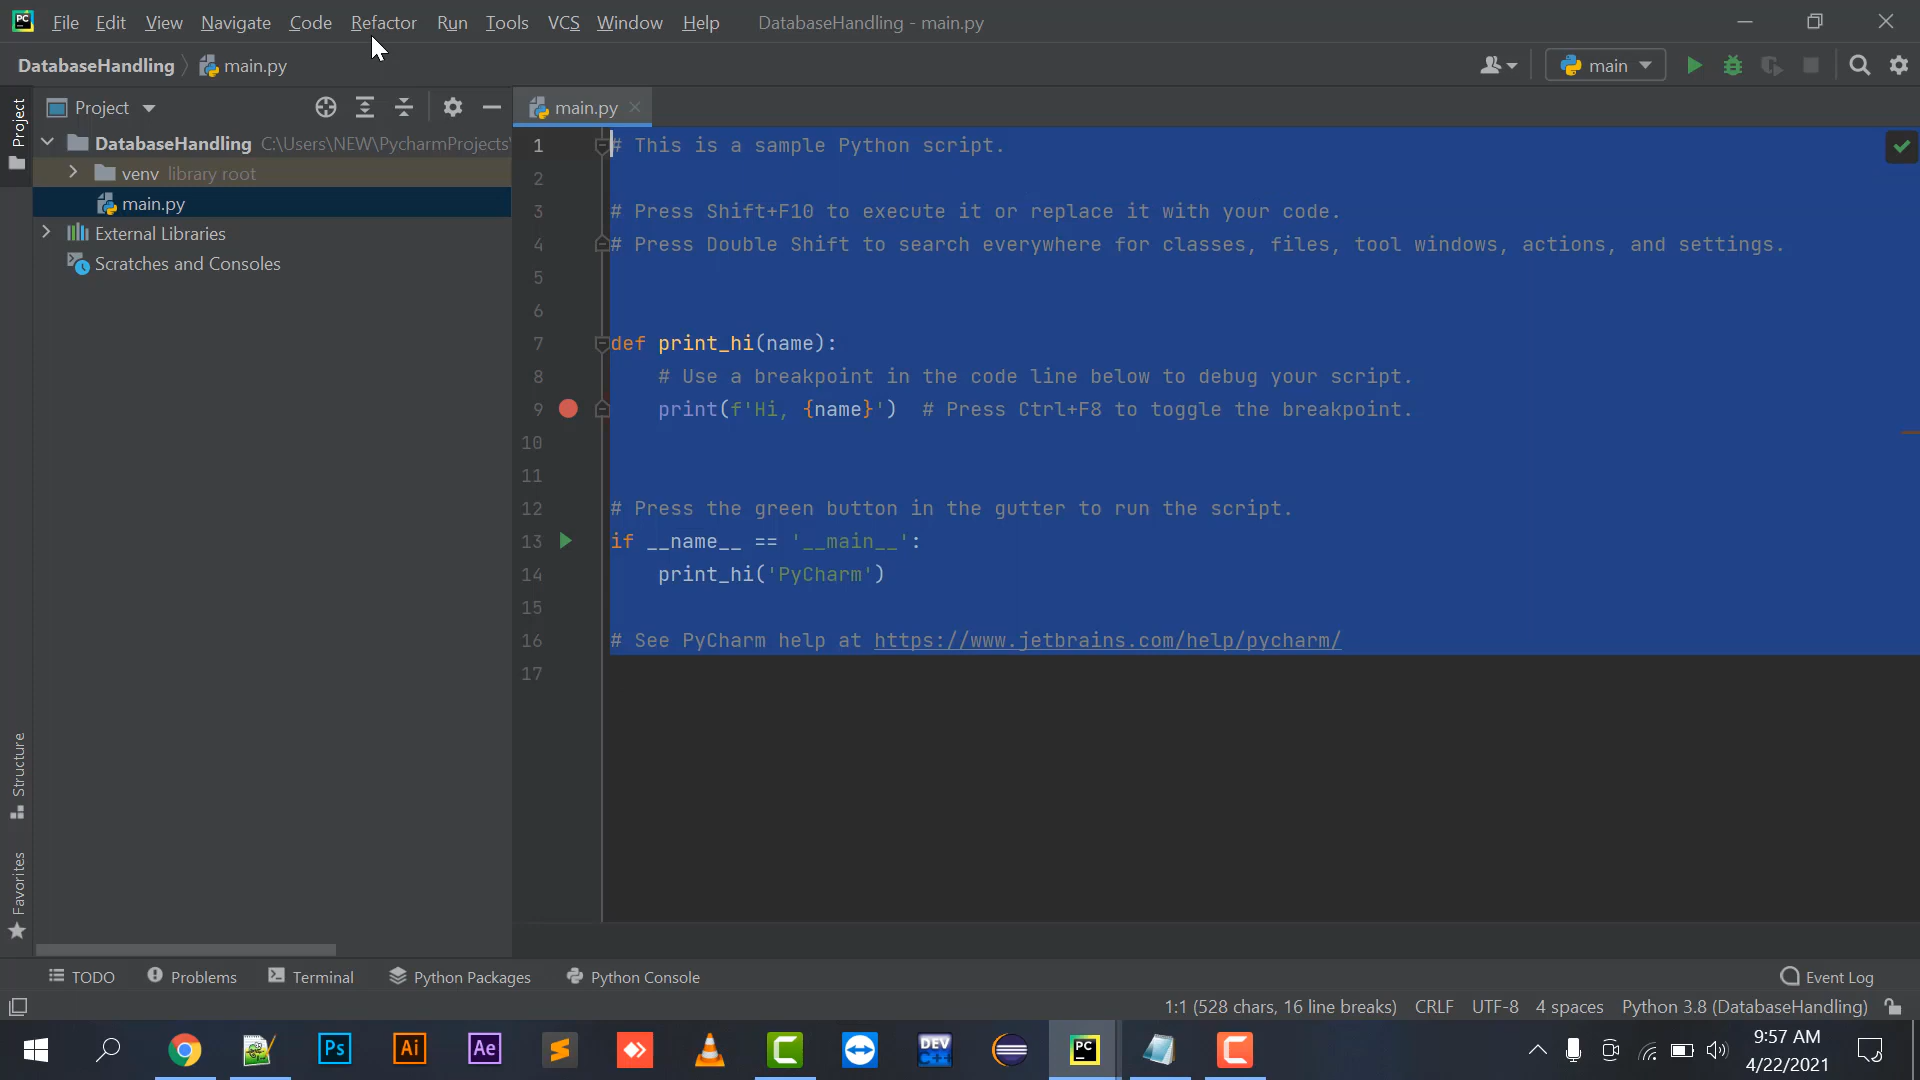 PC File Edit View Navigate Code Refactor Run Tools VCS Window Help DatabaseHandling - main.py
DatabaseHandling main.py main
Project
Project main.py
DatabaseHandling C:\Users\NEW\PycharmProjects\
venv library root
main.py
External Libraries
Scratches and Consoles
Structure
Favorites
1 # This is a sample Python script.
2
3 # Press Shift+F10 to execute it or replace it with your code.
4 # Press Double Shift to search everywhere for classes, files, tool windows, actions, and settings.
5
6
7 def print_hi(name):
8 # Use a breakpoint in the code line below to debug your script.
9 print(f'Hi, {name}') # Press Ctrl+F8 to toggle the breakpoint.
10
11
12 # Press the green button in the gutter to run the script.
13 if __name__ == '__main__':
14 print_hi('PyCharm')
15
16 # See PyCharm help at https://www.jetbrains.com/help/pycharm/
17
TODO Problems Terminal Python Packages Python Console Event Log
1:1 (528 chars, 16 line breaks) CRLF UTF-8 4 spaces Python 3.8 (DatabaseHandling)
Ps Ai Ae DEV C++ PC
9:57 AM
4/22/2021